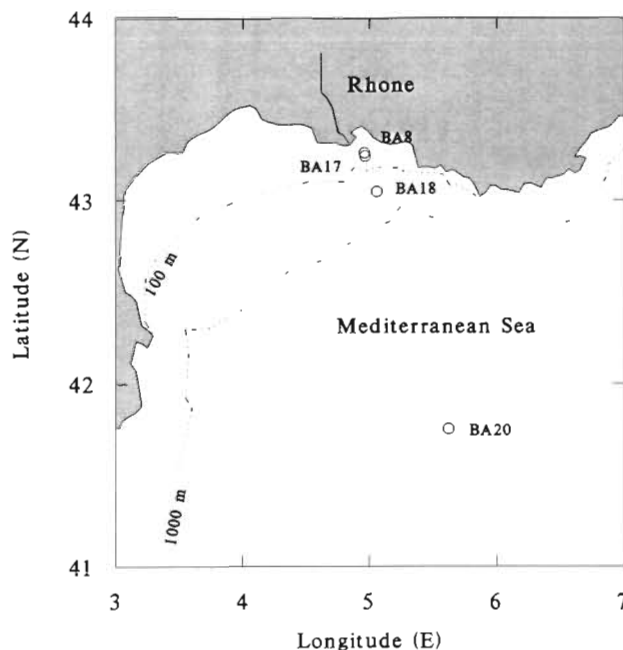 44
Rhone
BA8
BA17
43
BA18
100 m
Latitude (N)
Mediterranean Sea
42
BA20
1000 m
41
3 4 5 6 7
Longitude (E)